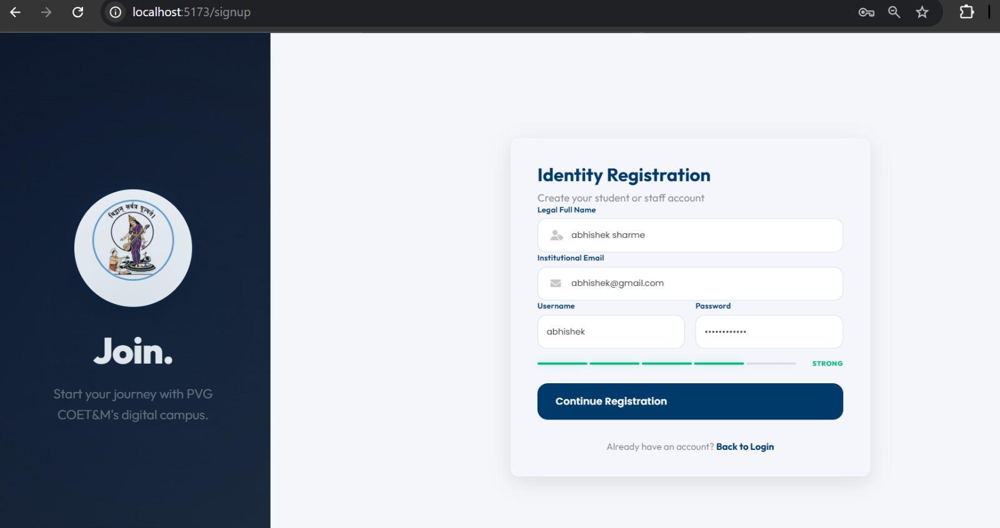 localhost:5173/signup
विद्वान् सर्वत्र पूज्यते।
Join.
Start your journey with PVG
COET&M's digital campus.
Identity Registration
Create your student or staff account
Legal Full Name
abhishek sharme
Institutional Email
abhishek@gmail.com
Username
Password
abhishek
••••••••••••
STRONG
Continue Registration
Already have an account? Back to Login